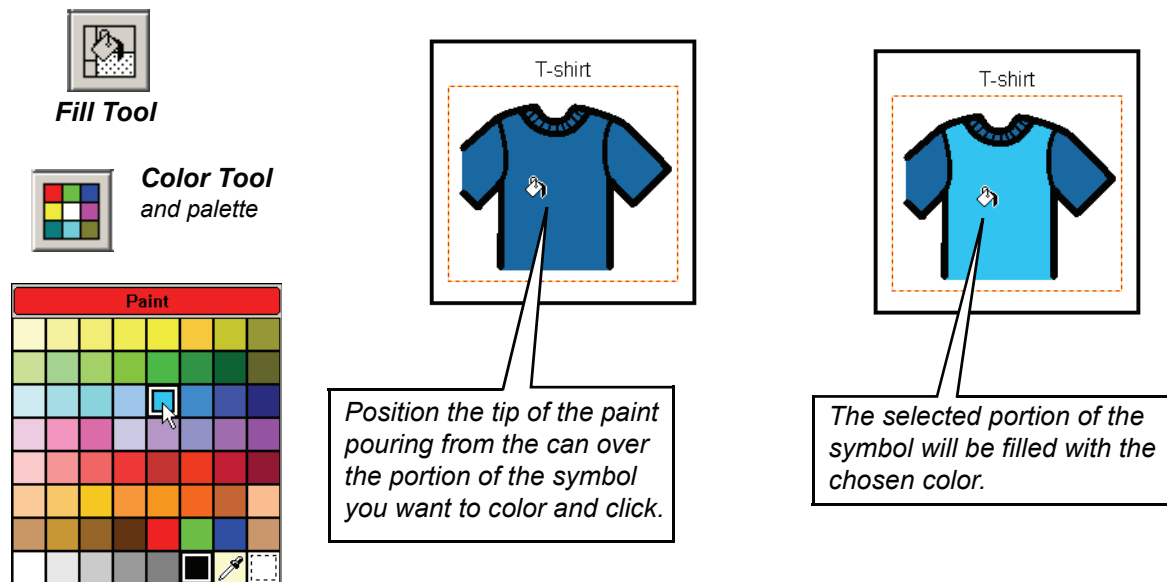 Fill Tool
Color Tool
and palette
Paint
T-shirt
Position the tip of the paint
pouring from the can over
the portion of the symbol
you want to color and click.
T-shirt
The selected portion of the
symbol will be filled with the
chosen color.